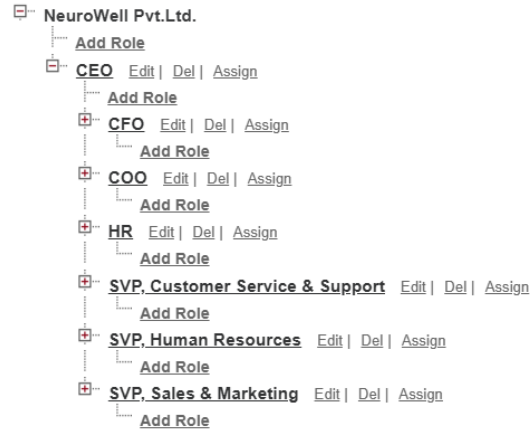 NeuroWell Pvt.Ltd.
Add Role
CEO Edit | Del | Assign
Add Role
CFO Edit | Del | Assign
Add Role
COO Edit | Del | Assign
Add Role
HR Edit | Del | Assign
Add Role
SVP, Customer Service & Support Edit | Del | Assign
Add Role
SVP, Human Resources Edit | Del | Assign
Add Role
SVP, Sales & Marketing Edit | Del | Assign
Add Role